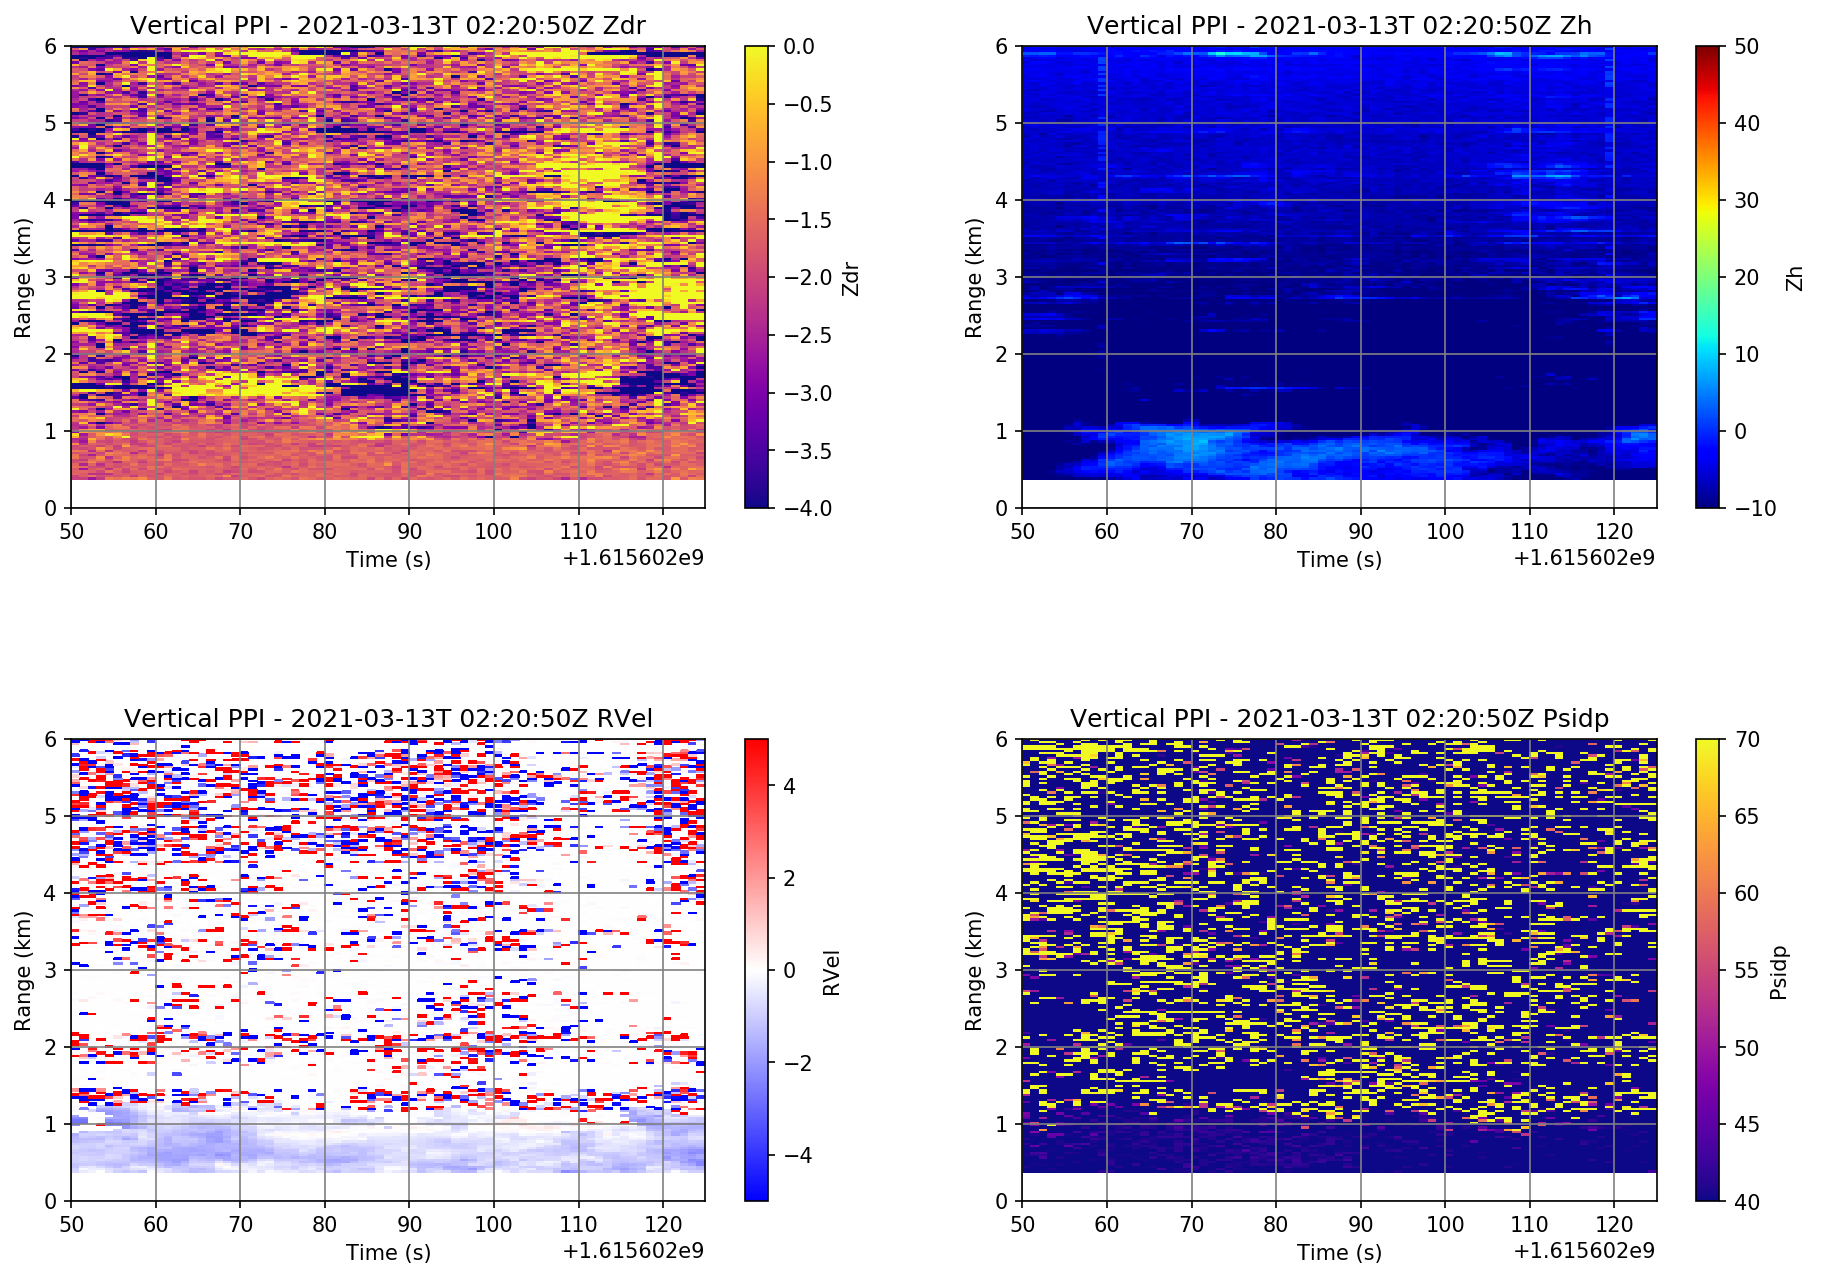 Vertical PPI - 2021-03-13T 02:20:50Z Zdr
6
5
4
3
2
1
0
Range (km)
50 60 70 80 90 100 110 120
Time (s)
+1.615602e9
0.0
−0.5
−1.0
−1.5
−2.0
−2.5
−3.0
−3.5
−4.0
Zdr
Vertical PPI - 2021-03-13T 02:20:50Z Zh
6
5
4
3
2
1
0
Range (km)
50 60 70 80 90 100 110 120
Time (s)
+1.615602e9
50
40
30
20
10
0
−10
Zh
Vertical PPI - 2021-03-13T 02:20:50Z RVel
6
5
4
3
2
1
0
Range (km)
50 60 70 80 90 100 110 120
Time (s)
+1.615602e9
4
2
0
−2
−4
RVel
Vertical PPI - 2021-03-13T 02:20:50Z Psidp
6
5
4
3
2
1
0
Range (km)
50 60 70 80 90 100 110 120
Time (s)
+1.615602e9
70
65
60
55
50
45
40
Psidp